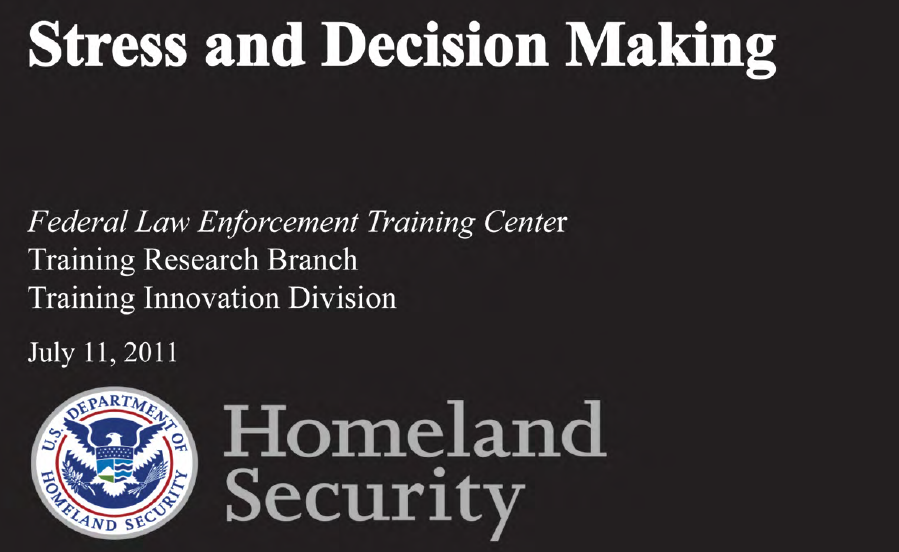 Stress and Decision Making
Federal Law Enforcement Training Center
Training Research Branch
Training Innovation Division
July 11, 2011
U.S. DEPARTMENT OF
HOMELAND SECURITY
Homeland
Security